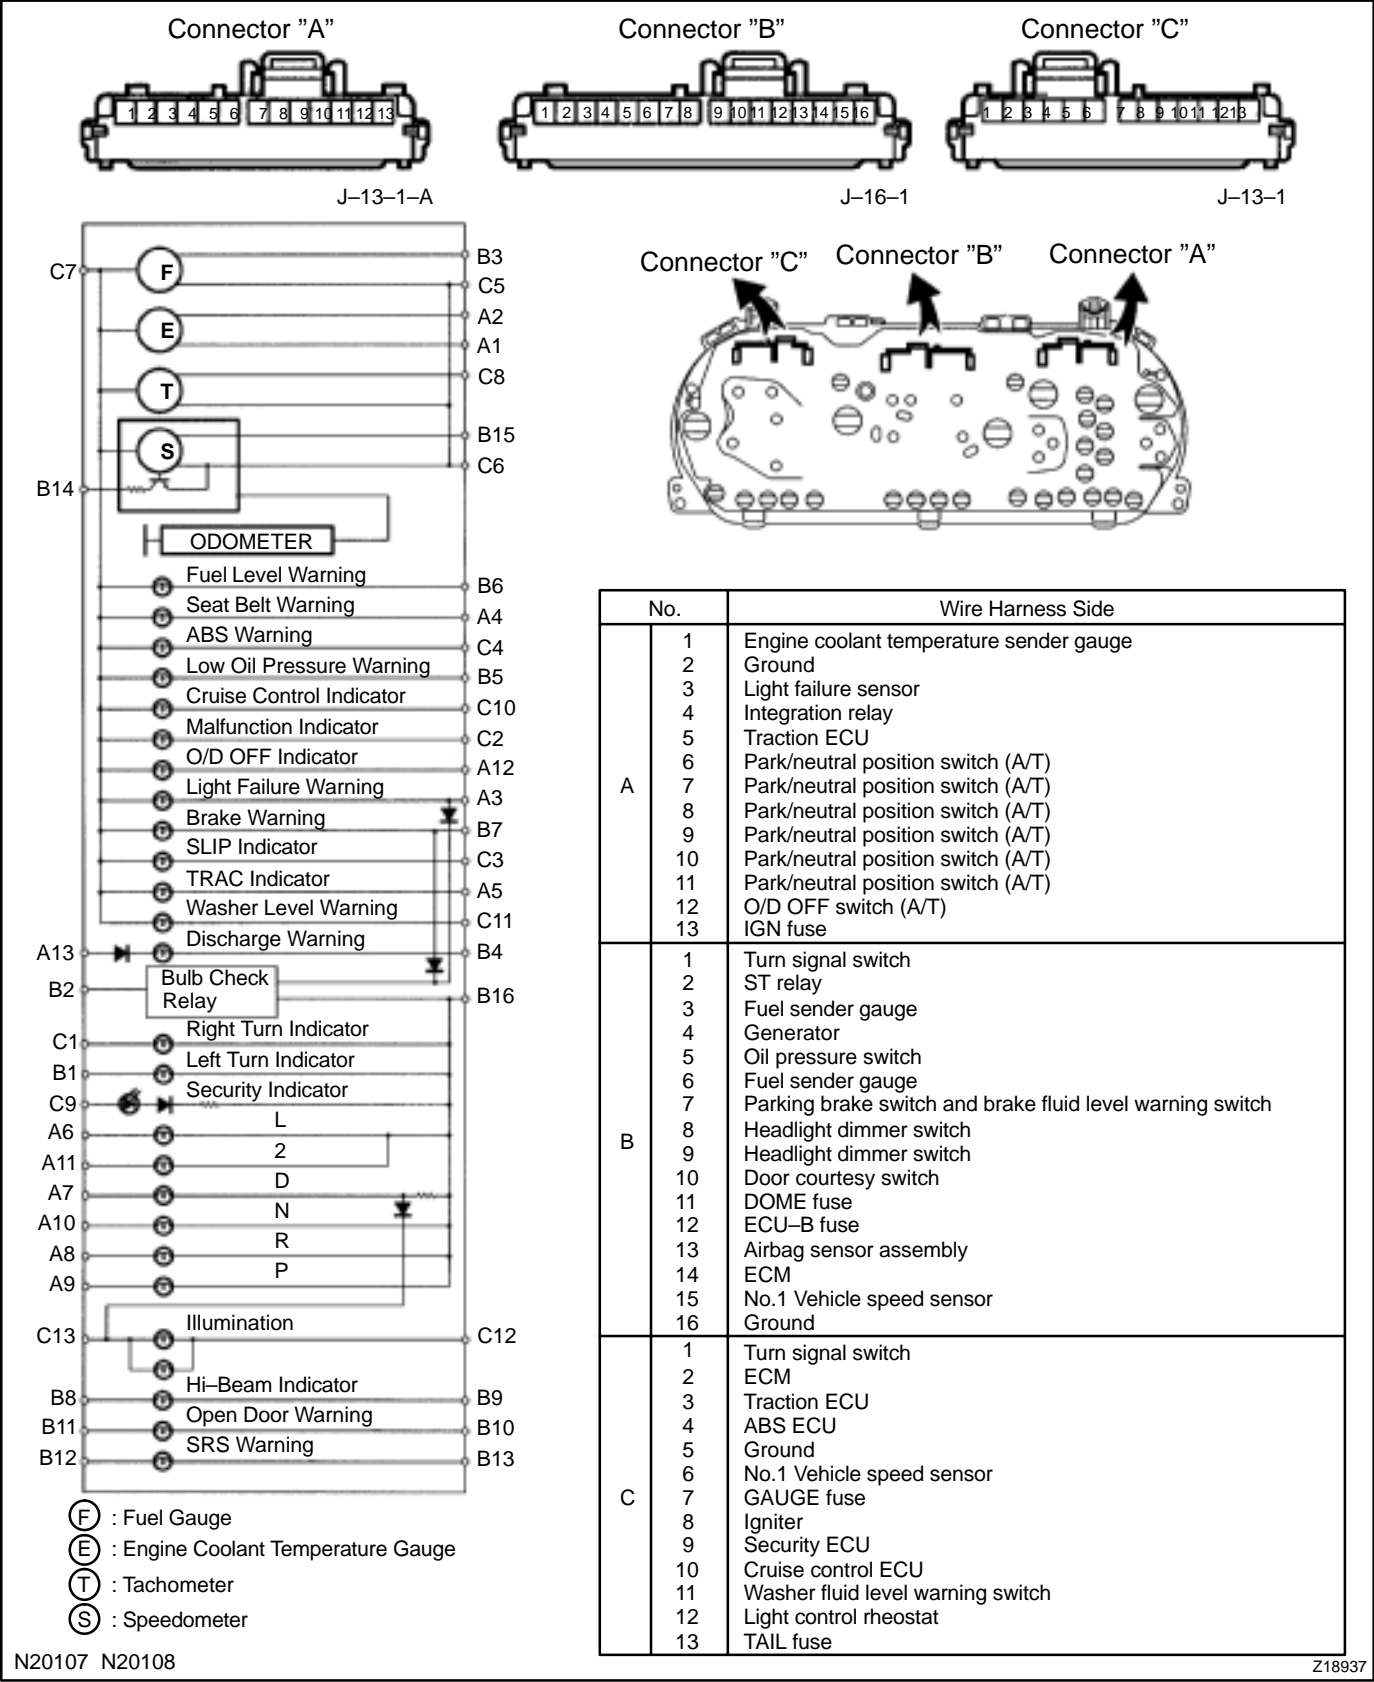 Connector ”A”
Connector ”B”
Connector ”C”
1 2 3 4 5 6 7 8 9 10 11 12 13
1 2 3 4 5 6 7 8 9 10 11 12 13 14 15 16
1 2 3 4 5 6 7 8 9 10 11 12 13
J–13–1–A
J–16–1
J–13–1
C7
F
B3
C5
E
A2
A1
T
C8
S
B15
C6
B14
ODOMETER
Fuel Level Warning B6
Seat Belt Warning A4
ABS Warning C4
Low Oil Pressure Warning B5
Cruise Control Indicator C10
Malfunction Indicator C2
O/D OFF Indicator A12
Light Failure Warning A3
Brake Warning B7
SLIP Indicator C3
TRAC Indicator A5
Washer Level Warning C11
A13 Discharge Warning B4
B2 Bulb Check
Relay B16
C1 Right Turn Indicator
B1 Left Turn Indicator
C9 Security Indicator
A6 L
A11 2
A7 D
A10 N
A8 R
A9 P
C13 Illumination C12
B8 Hi–Beam Indicator B9
B11 Open Door Warning B10
B12 SRS Warning B13
F : Fuel Gauge
E : Engine Coolant Temperature Gauge
T : Tachometer
S : Speedometer
N20107 N20108
Connector ”C”
Connector ”B”
Connector ”A”
No. Wire Harness Side
A
1 Engine coolant temperature sender gauge
2 Ground
3 Light failure sensor
4 Integration relay
5 Traction ECU
6 Park/neutral position switch (A/T)
7 Park/neutral position switch (A/T)
8 Park/neutral position switch (A/T)
9 Park/neutral position switch (A/T)
10 Park/neutral position switch (A/T)
11 Park/neutral position switch (A/T)
12 O/D OFF switch (A/T)
13 IGN fuse
B
1 Turn signal switch
2 ST relay
3 Fuel sender gauge
4 Generator
5 Oil pressure switch
6 Fuel sender gauge
7 Parking brake switch and brake fluid level warning switch
8 Headlight dimmer switch
9 Headlight dimmer switch
10 Door courtesy switch
11 DOME fuse
12 ECU–B fuse
13 Airbag sensor assembly
14 ECM
15 No.1 Vehicle speed sensor
16 Ground
C
1 Turn signal switch
2 ECM
3 Traction ECU
4 ABS ECU
5 Ground
6 No.1 Vehicle speed sensor
7 GAUGE fuse
8 Igniter
9 Security ECU
10 Cruise control ECU
11 Washer fluid level warning switch
12 Light control rheostat
13 TAIL fuse
Z18937